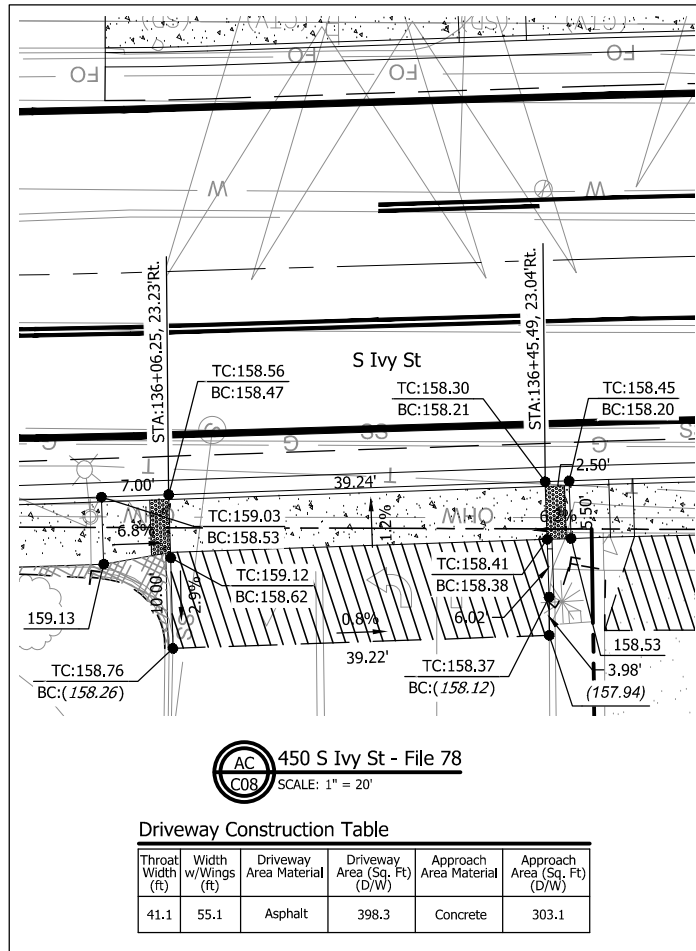 (SD)
FO
FO
FO
FO
W
W
STA:136+06.25, 23.23'Rt.
STA:136+45.49, 23.04'Rt.
S Ivy St
TC:158.56
BC:158.47
TC:158.30
BC:158.21
TC:158.45
BC:158.20
S
G
SS
G
SS
T
T
7.00'
39.24'
2.50'
6.8%
TC:159.03
BC:158.53
1.2%
OHW
5.50'
TC:159.12
BC:158.62
TC:158.41
BC:158.38
10.00'
2.9%
SS
159.13
0.8%
39.22'
6.02'
158.53
3.98'
TC:158.76
BC:(158.26)
TC:158.37
BC:(158.12)
(157.94)
AC
C08
450 S Ivy St - File 78
SCALE: 1" = 20'
Driveway Construction Table
Throat Width (ft)
Width w/Wings (ft)
Driveway Area Material
Driveway Area (Sq. Ft) (D/W)
Approach Area Material
Approach Area (Sq. Ft) (D/W)
41.1
55.1
Asphalt
398.3
Concrete
303.1